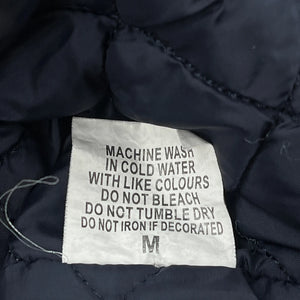 MACHINE WASH
IN COLD WATER
WITH LIKE COLOURS
DO NOT BLEACH
DO NOT TUMBLE DRY
DO NOT IRON IF DECORATED
M